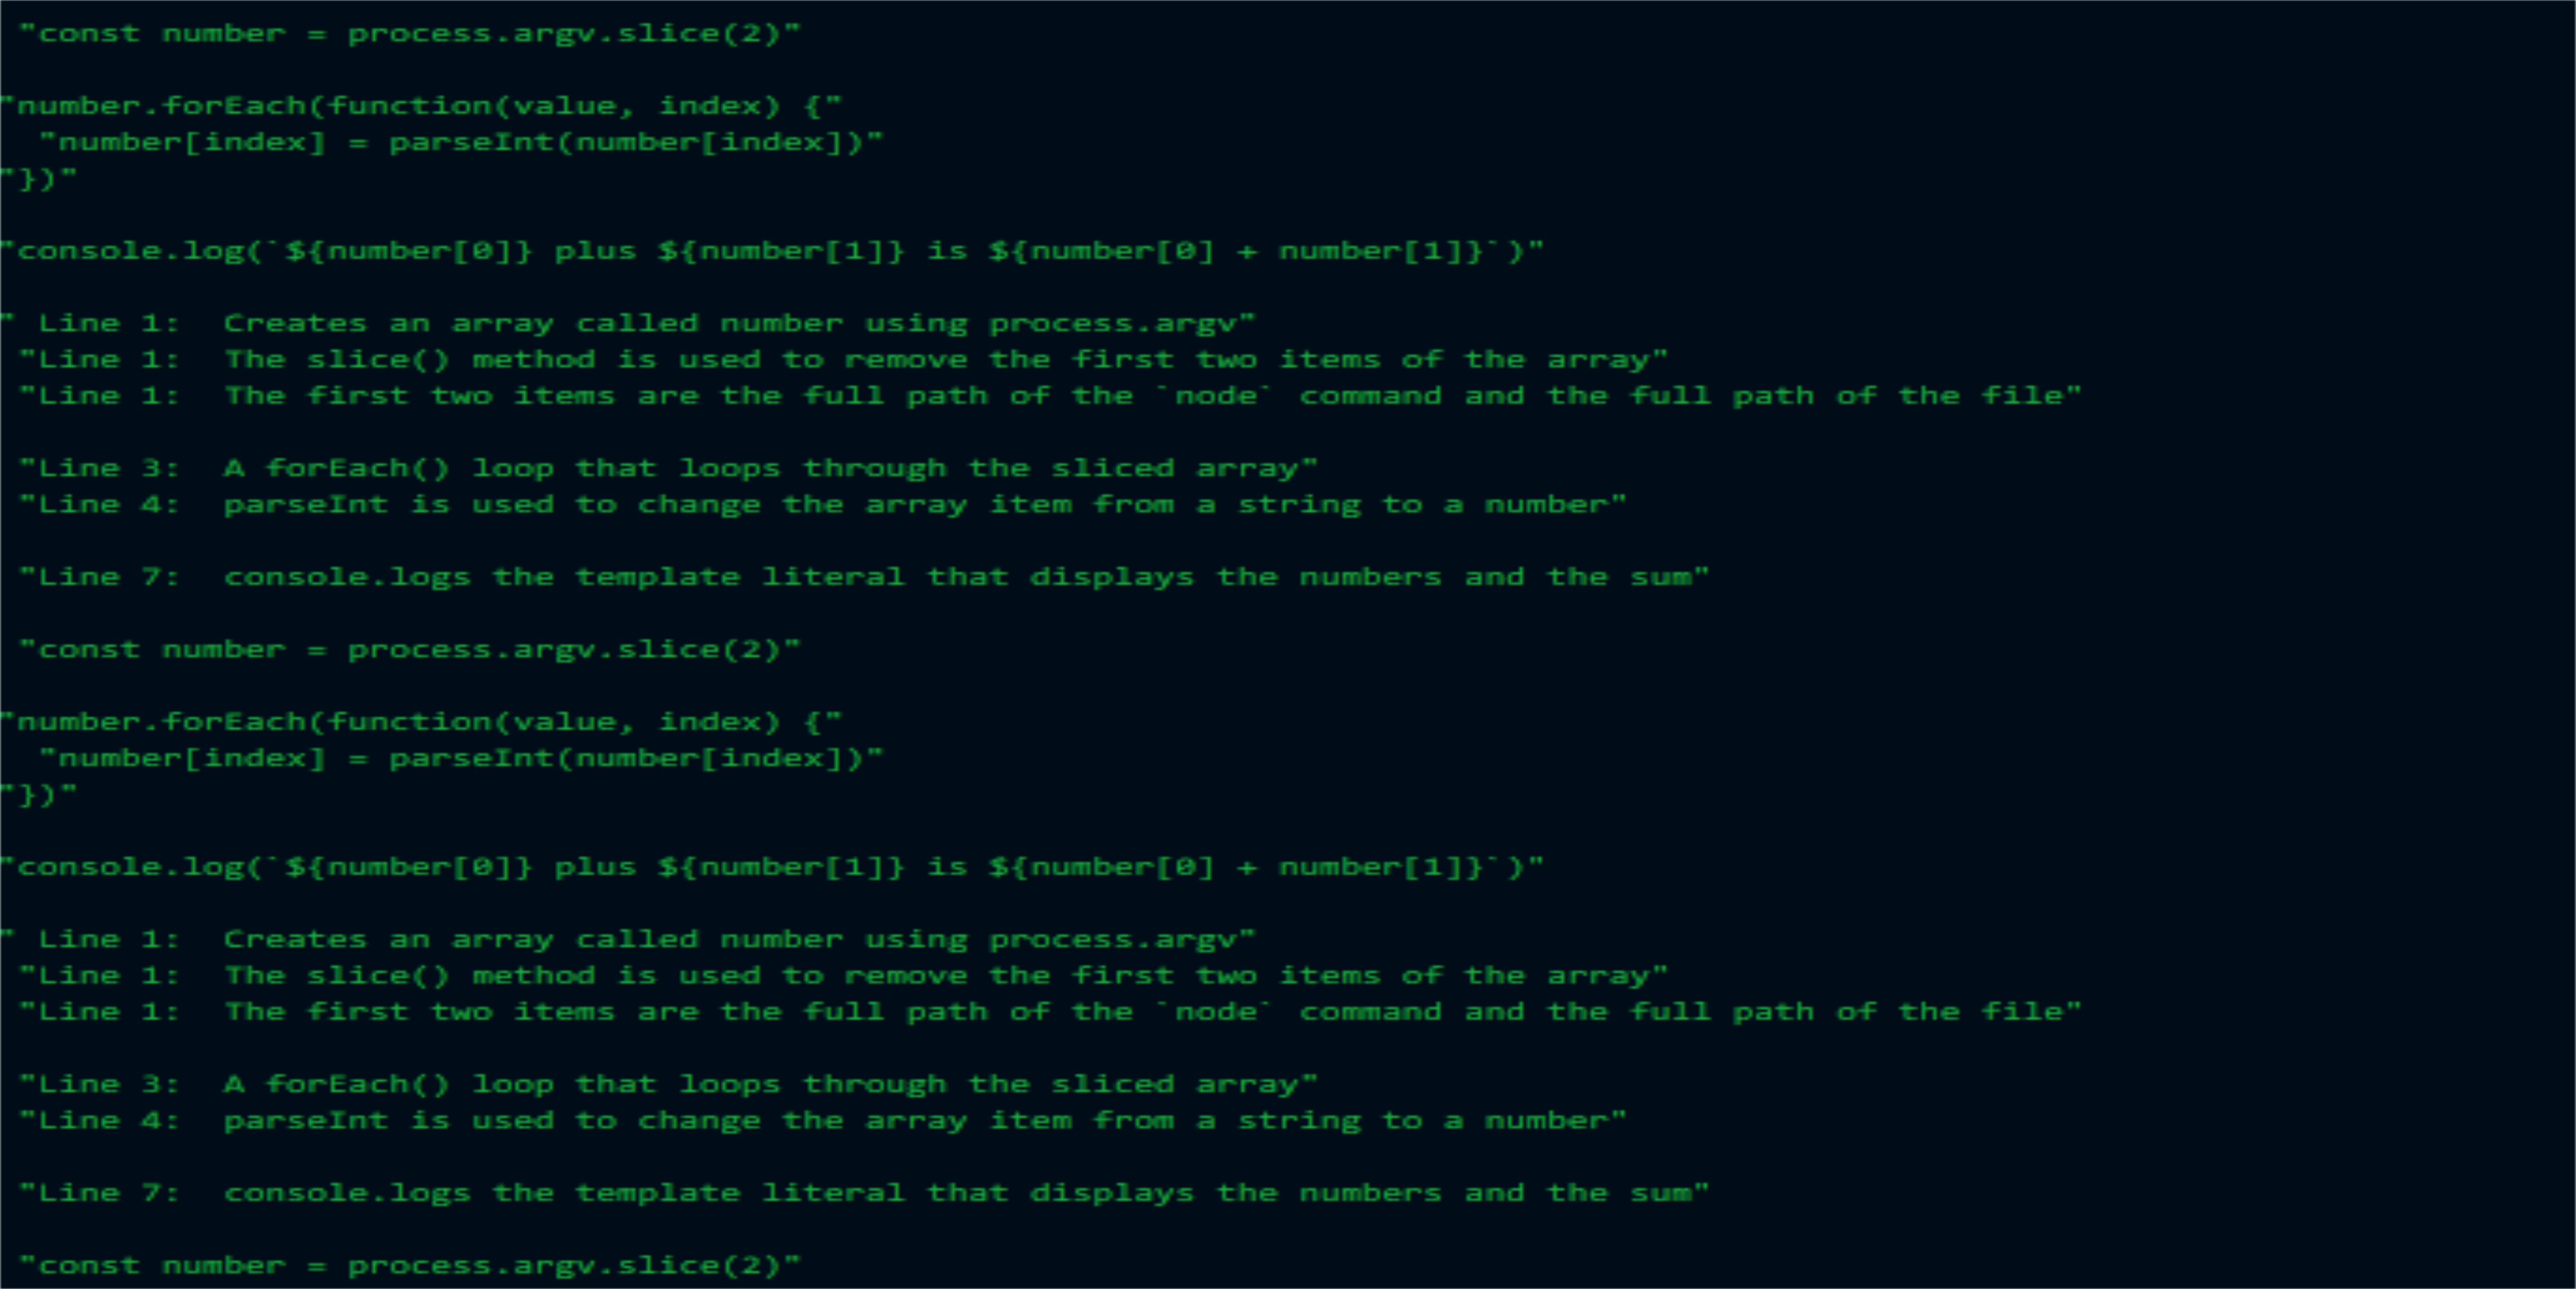 "const number = process.argv.slice(2)"
"number.forEach(function(value, index) {"
"number[index] = parseInt(number[index])"
"})"
"console.log(`${number[0]} plus ${number[1]} is ${number[0] + number[1]}`)"
" Line 1:  Creates an array called number using process.argv"
"Line 1:  The slice() method is used to remove the first two items of the array"
"Line 1:  The first two items are the full path of the `node` command and the full path of the file"
"Line 3:  A forEach() loop that loops through the sliced array"
"Line 4:  parseInt is used to change the array item from a string to a number"
"Line 7:  console.logs the template literal that displays the numbers and the sum"
"const number = process.argv.slice(2)"
"number.forEach(function(value, index) {"
"number[index] = parseInt(number[index])"
"})"
"console.log(`${number[0]} plus ${number[1]} is ${number[0] + number[1]}`)"
" Line 1:  Creates an array called number using process.argv"
"Line 1:  The slice() method is used to remove the first two items of the array"
"Line 1:  The first two items are the full path of the `node` command and the full path of the file"
"Line 3:  A forEach() loop that loops through the sliced array"
"Line 4:  parseInt is used to change the array item from a string to a number"
"Line 7:  console.logs the template literal that displays the numbers and the sum"
"const number = process.argv.slice(2)"